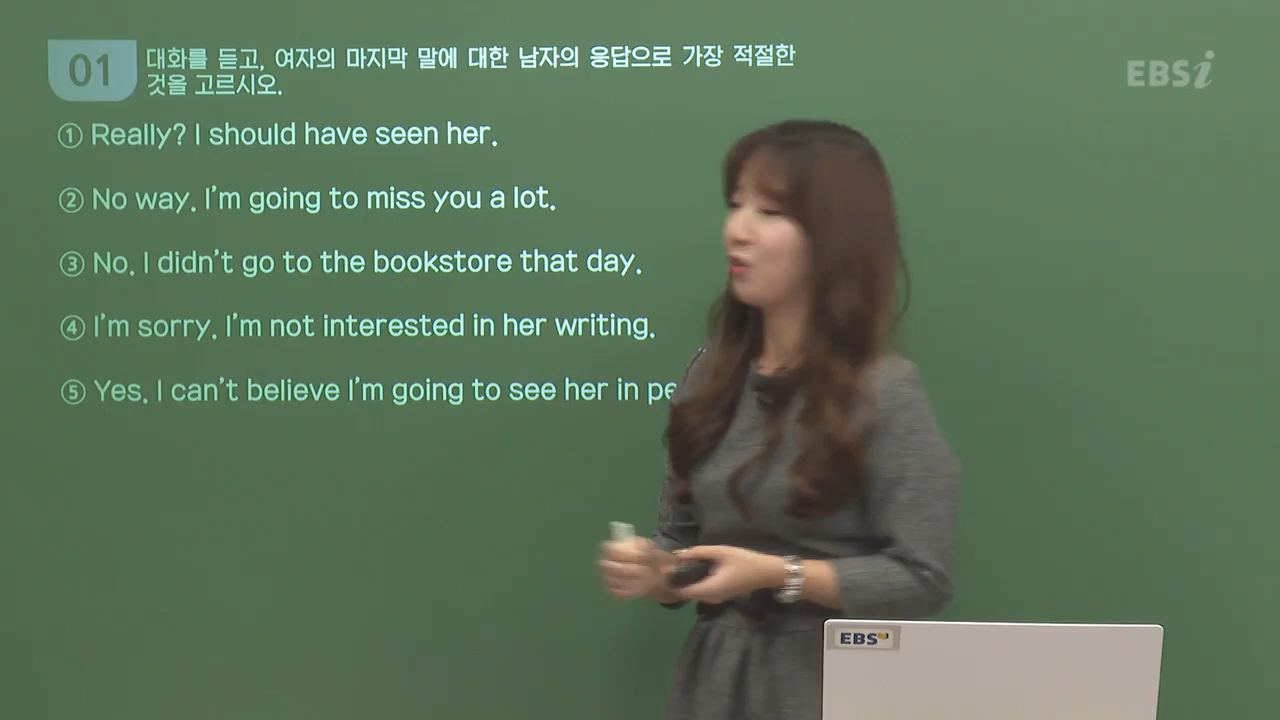 01
대화를 듣고, 여자의 마지막 말에 대한 남자의 응답으로 가장 적절한
것을 고르시오.
① Really? I should have seen her.
② No way. I'm going to miss you a lot.
③ No. I didn't go to the bookstore that day.
④ I'm sorry. I'm not interested in her writing.
⑤ Yes. I can't believe I'm going to see her in
EBSi
EBS